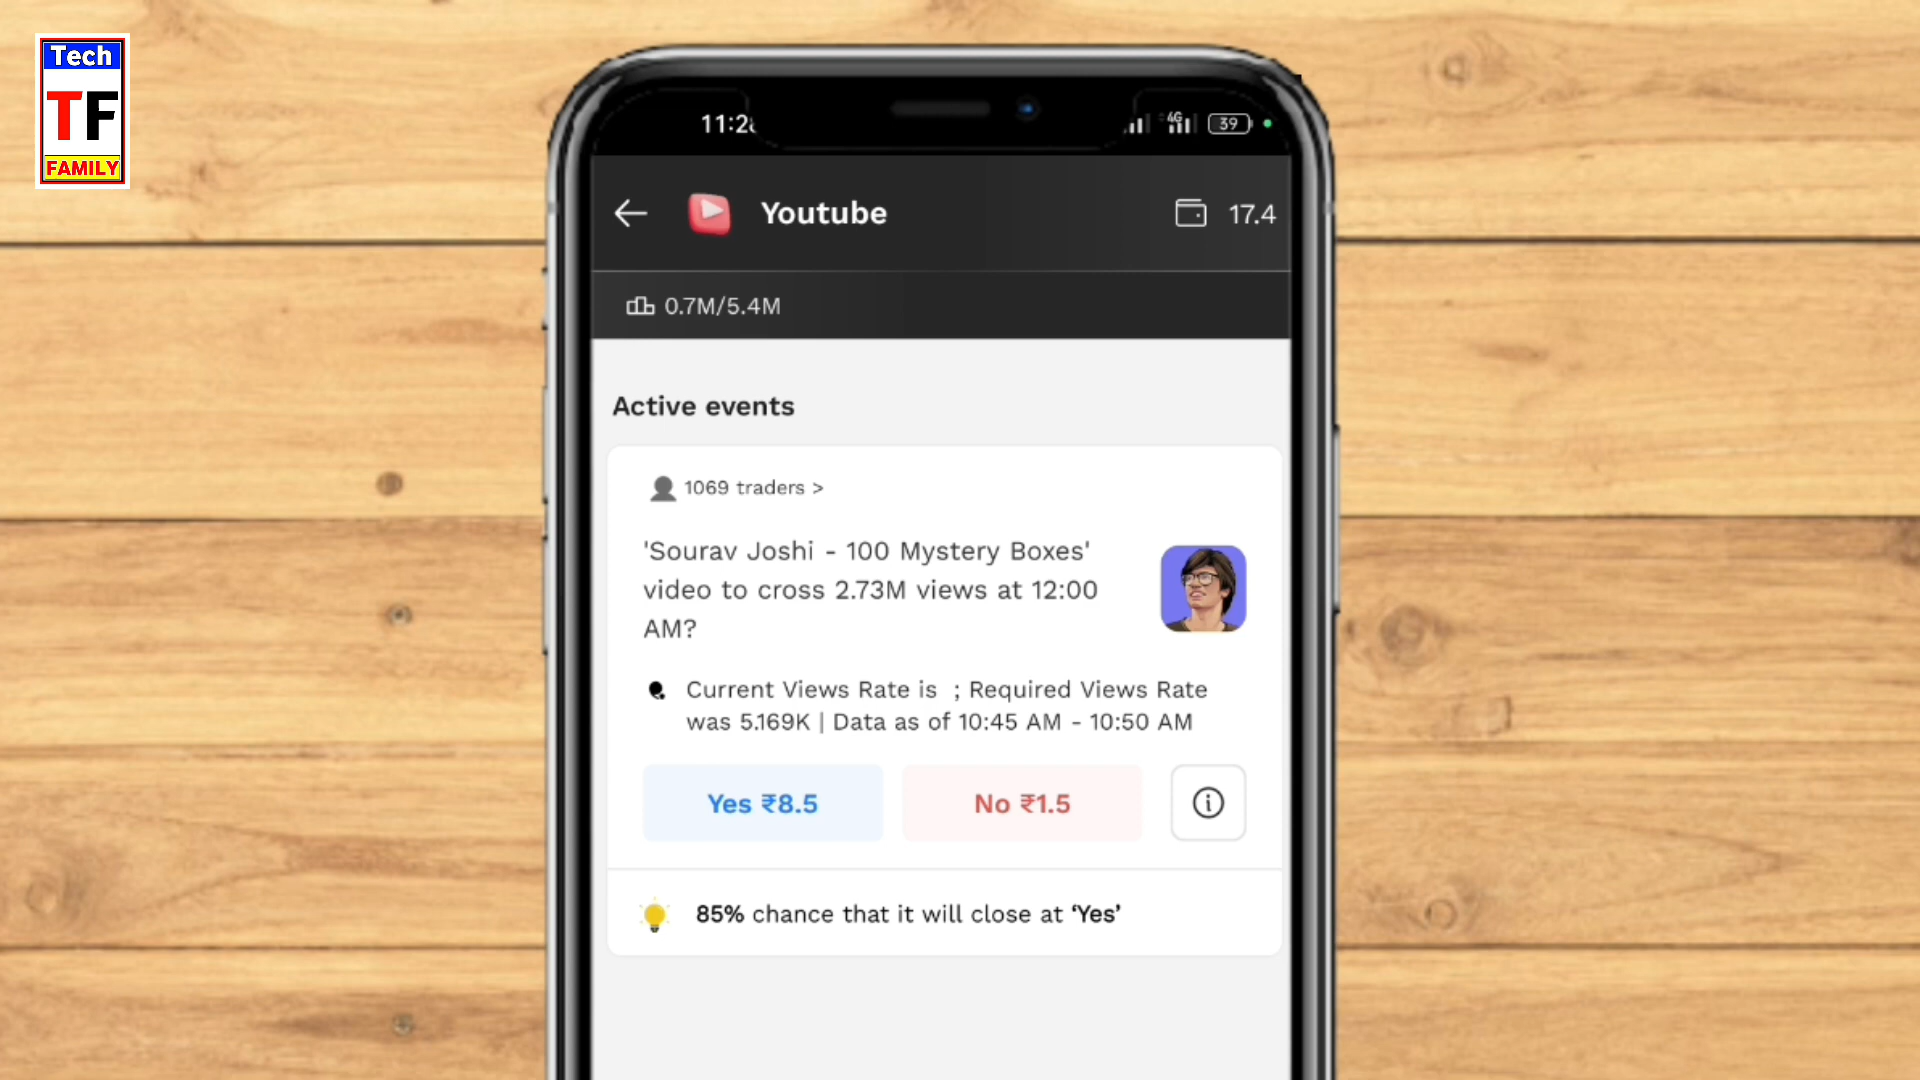 Tech
TF
FAMILY
11:28
4G
39
Youtube
17.4
0.7M/5.4M
Active events
1069 traders >
'Sourav Joshi - 100 Mystery Boxes'
video to cross 2.73M views at 12:00
AM?
Current Views Rate is ; Required Views Rate
was 5.169K | Data as of 10:45 AM - 10:50 AM
Yes ₹8.5
No ₹1.5
85% chance that it will close at ‘Yes’